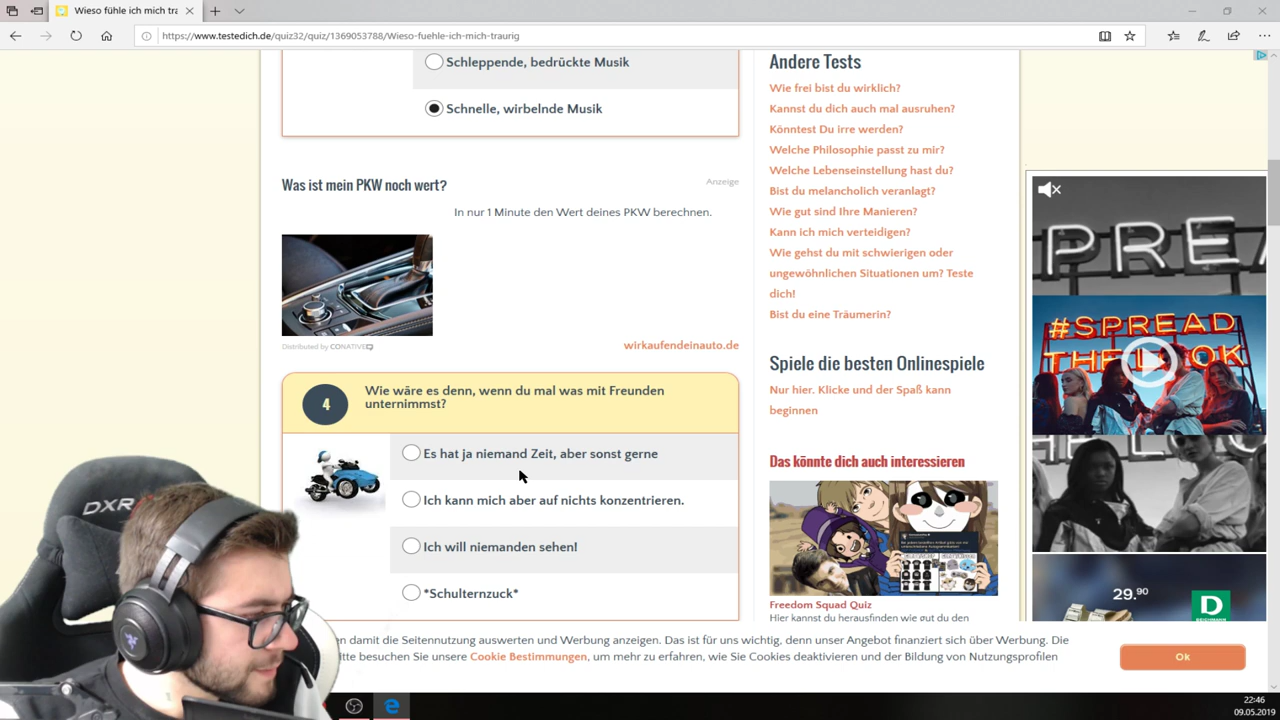 Wieso fühle ich mich tra
https://www.testedich.de/quiz32/quiz/1369053788/Wieso-fuehle-ich-mich-traurig
Schleppende, bedrückte Musik
Schnelle, wirbelnde Musik
Was ist mein PKW noch wert?
Anzeige
In nur 1 Minute den Wert deines PKW berechnen.
Distributed by CONATIVE
wirkaufendeinauto.de
4
Wie wäre es denn, wenn du mal was mit Freunden
unternimmst?
Es hat ja niemand Zeit, aber sonst gerne
Ich kann mich aber auf nichts konzentrieren.
Ich will niemanden sehen!
*Schulternzuck*
Andere Tests
Wie frei bist du wirklich?
Kannst du dich auch mal ausruhen?
Könntest Du irre werden?
Welche Philosophie passt zu mir?
Welche Lebenseinstellung hast du?
Bist du melancholich veranlagt?
Wie gut sind Ihre Manieren?
Kann ich mich verteidigen?
Wie gehst du mit schwierigen oder
ungewöhnlichen Situationen um? Teste
dich!
Bist du eine Träumerin?
Spiele die besten Onlinespiele
Nur hier. Klicke und der Spaß kann
beginnen
Das könnte dich auch interessieren
Freedom Squad Quiz
Hier kannst du herausfinden wie gut du den
PREA
#SPREAD
THE LOOK
29.90
D
DEICHMANN
en damit die Seitennutzung auswerten und Werbung anzeigen. Das ist für uns wichtig, denn unser Angebot finanziert sich über Werbung. Die
itte besuchen Sie unsere Cookie Bestimmungen, um mehr zu erfahren, wie Sie Cookies deaktivieren und der Bildung von Nutzungsprofilen
Ok
DXR
22:46
09.05.2019